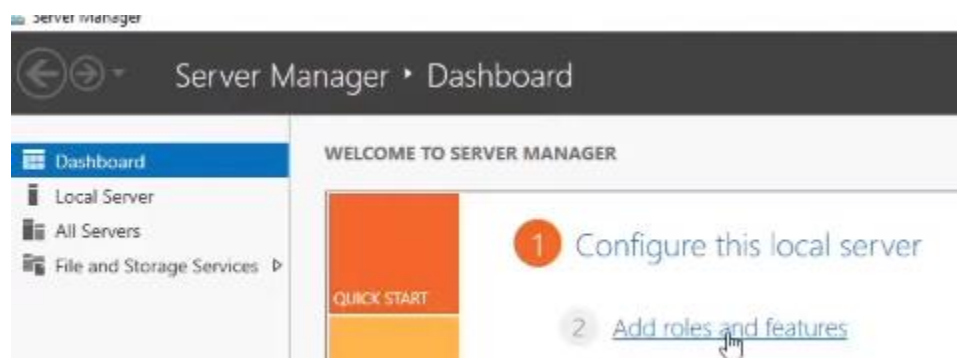 Server Manager
Server Manager ‣ Dashboard
Dashboard
Local Server
All Servers
File and Storage Services
WELCOME TO SERVER MANAGER
QUICK START
1 Configure this local server
2 Add roles and features